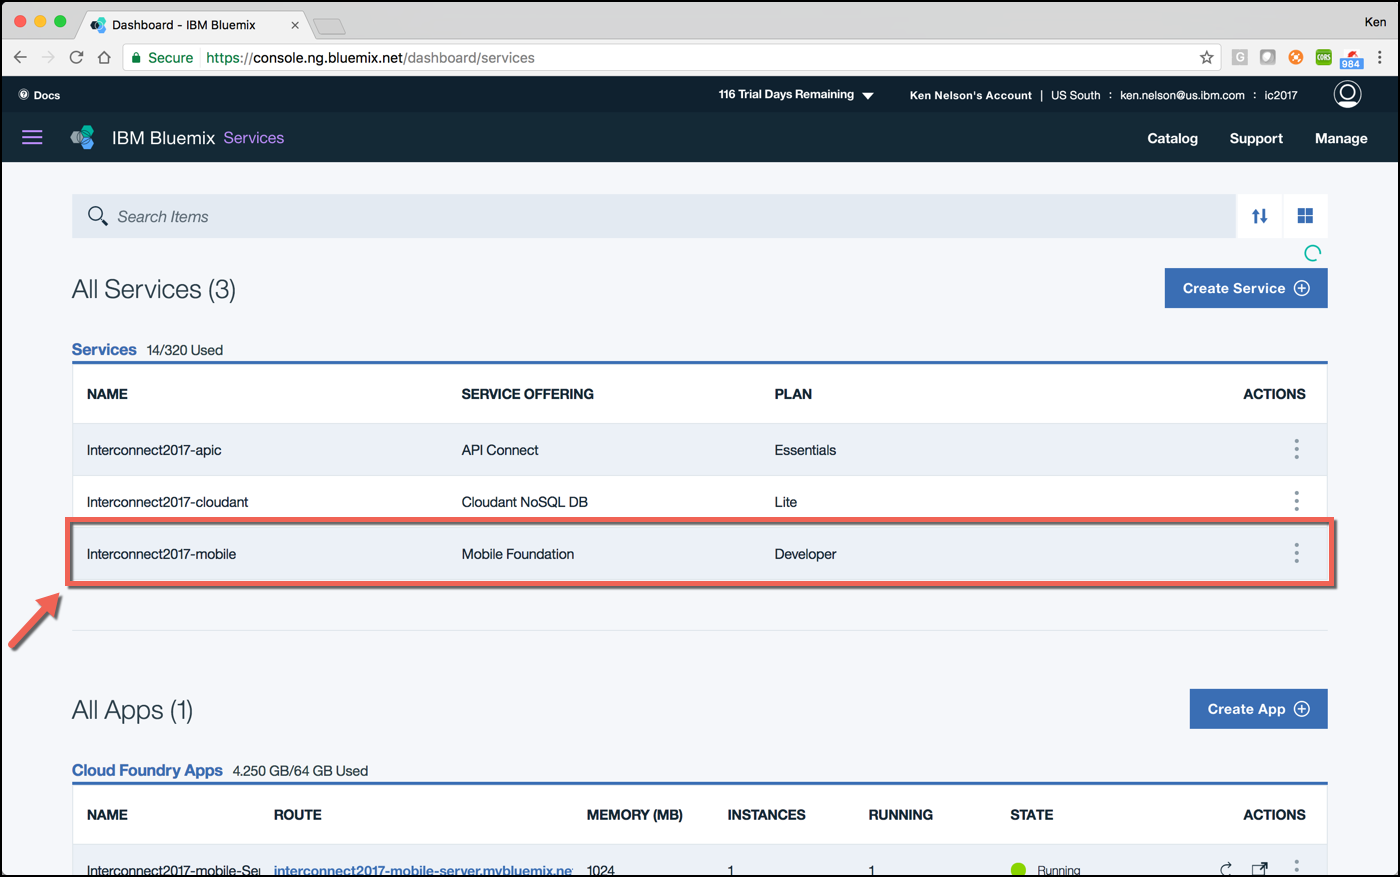 Dashboard - IBM Bluemix
Ken
Secure https://console.ng.bluemix.net/dashboard/services
G
CORS
984
Docs
116 Trial Days Remaining
Ken Nelson's Account | US South : ken.nelson@us.ibm.com : ic2017
IBM Bluemix Services
Catalog Support Manage
Search Items
All Services (3)
Create Service
Services 14/320 Used
NAME SERVICE OFFERING PLAN ACTIONS
Interconnect2017-apic API Connect Essentials
Interconnect2017-cloudant Cloudant NoSQL DB Lite
Interconnect2017-mobile Mobile Foundation Developer
All Apps (1)
Create App
Cloud Foundry Apps 4.250 GB/64 GB Used
NAME ROUTE MEMORY (MB) INSTANCES RUNNING STATE ACTIONS
Interconnect2017-mobile-Se interconnect2017-mobile-server.mybluemix.ne 1024 1 1 Running